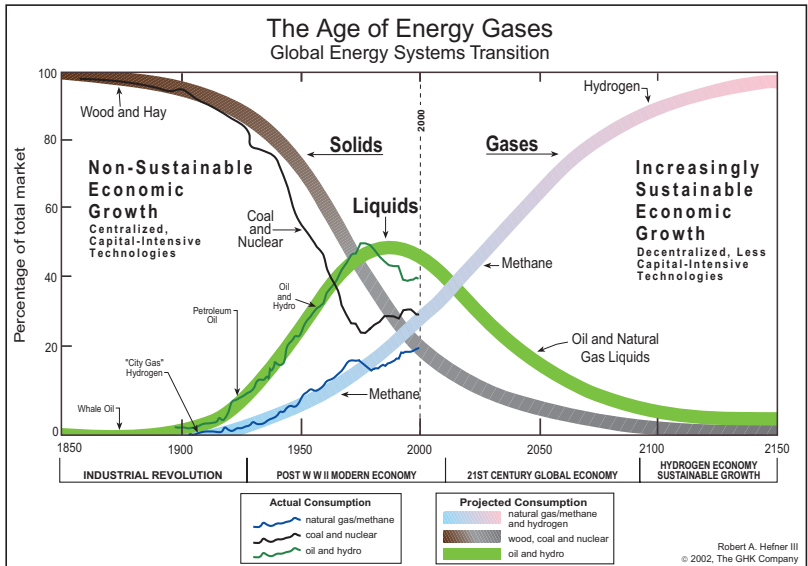 The Age of Energy Gases
Global Energy Systems Transition
Percentage of total market
100
80
60
40
20
0
1850
1900
1950
2000
2050
2100
2150
2000
Wood and Hay
Solids
Gases
Hydrogen
Non-Sustainable
Economic
Growth
Centralized,
Capital-Intensive
Technologies
Increasingly
Sustainable
Economic
Growth
Decentralized, Less
Capital-Intensive
Technologies
Liquids
Coal
and
Nuclear
Methane
Oil
and
Hydro
Petroleum
Oil
"City Gas"
Hydrogen
Whale Oil
Methane
Oil and Natural
Gas Liquids
INDUSTRIAL REVOLUTION
POST W W II MODERN ECONOMY
21ST CENTURY GLOBAL ECONOMY
HYDROGEN ECONOMY
SUSTAINABLE GROWTH
Actual Consumption
natural gas/methane
coal and nuclear
oil and hydro
Projected Consumption
natural gas/methane
and hydrogen
wood, coal and nuclear
oil and hydro
Robert A. Hefner III
© 2002, The GHK Company